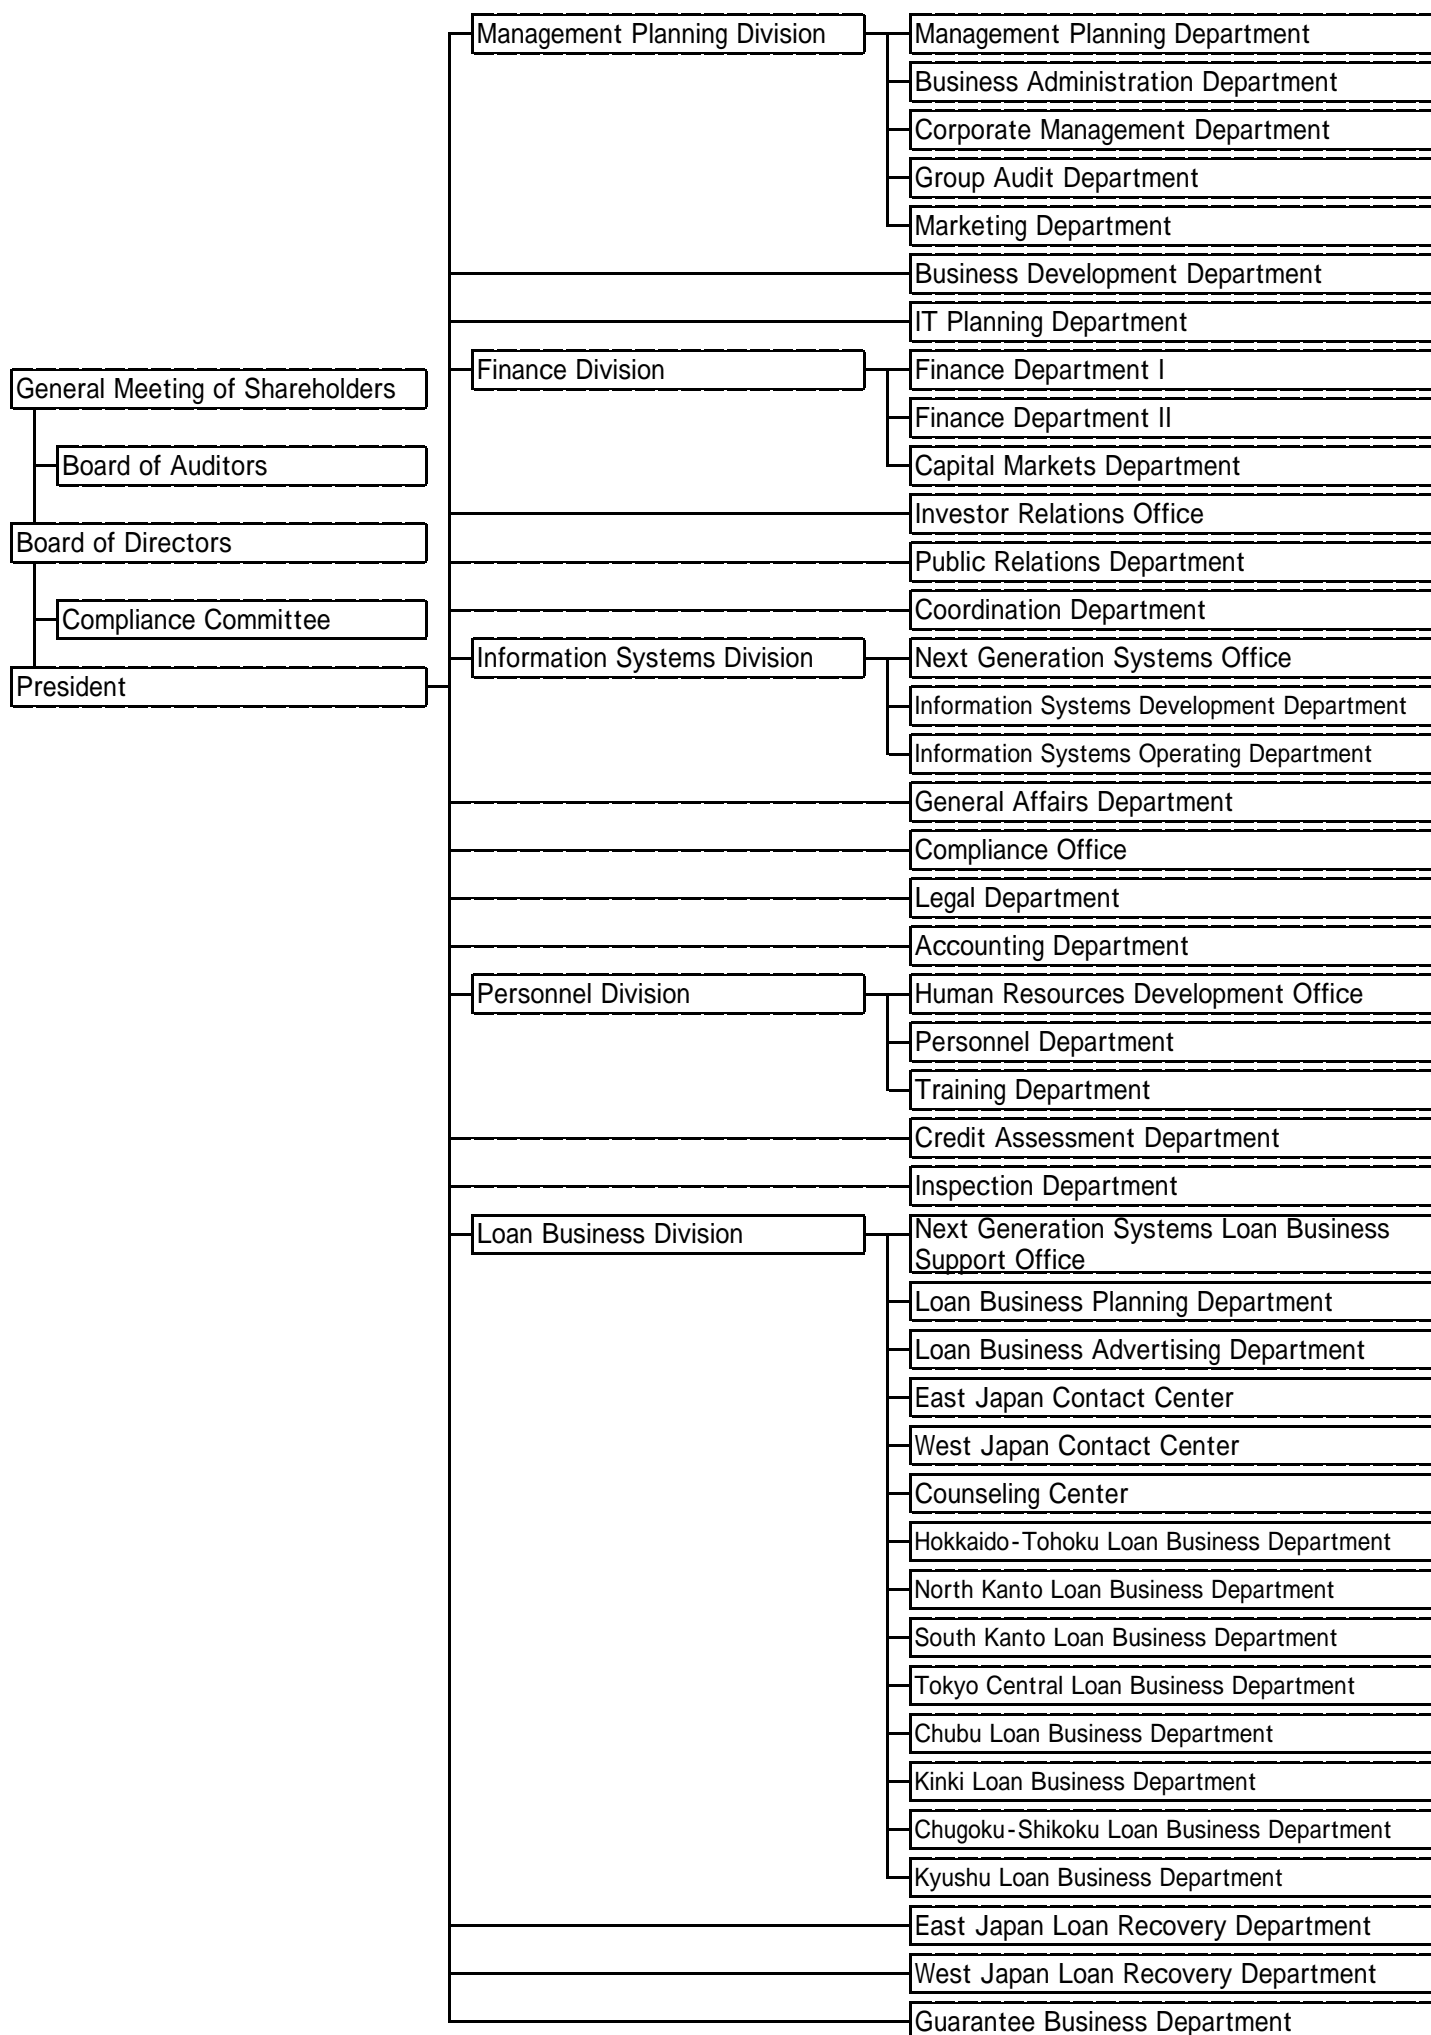 General Meeting of Shareholders
Board of Auditors
Board of Directors
Compliance Committee
President
Management Planning Division
Management Planning Department
Business Administration Department
Corporate Management Department
Group Audit Department
Marketing Department
Business Development Department
IT Planning Department
Finance Division
Finance Department I
Finance Department II
Capital Markets Department
Investor Relations Office
Public Relations Department
Coordination Department
Information Systems Division
Next Generation Systems Office
Information Systems Development Department
Information Systems Operating Department
General Affairs Department
Compliance Office
Legal Department
Accounting Department
Personnel Division
Human Resources Development Office
Personnel Department
Training Department
Credit Assessment Department
Inspection Department
Loan Business Division
Next Generation Systems Loan Business
Support Office
Loan Business Planning Department
Loan Business Advertising Department
East Japan Contact Center
West Japan Contact Center
Counseling Center
Hokkaido-Tohoku Loan Business Department
North Kanto Loan Business Department
South Kanto Loan Business Department
Tokyo Central Loan Business Department
Chubu Loan Business Department
Kinki Loan Business Department
Chugoku-Shikoku Loan Business Department
Kyushu Loan Business Department
East Japan Loan Recovery Department
West Japan Loan Recovery Department
Guarantee Business Department